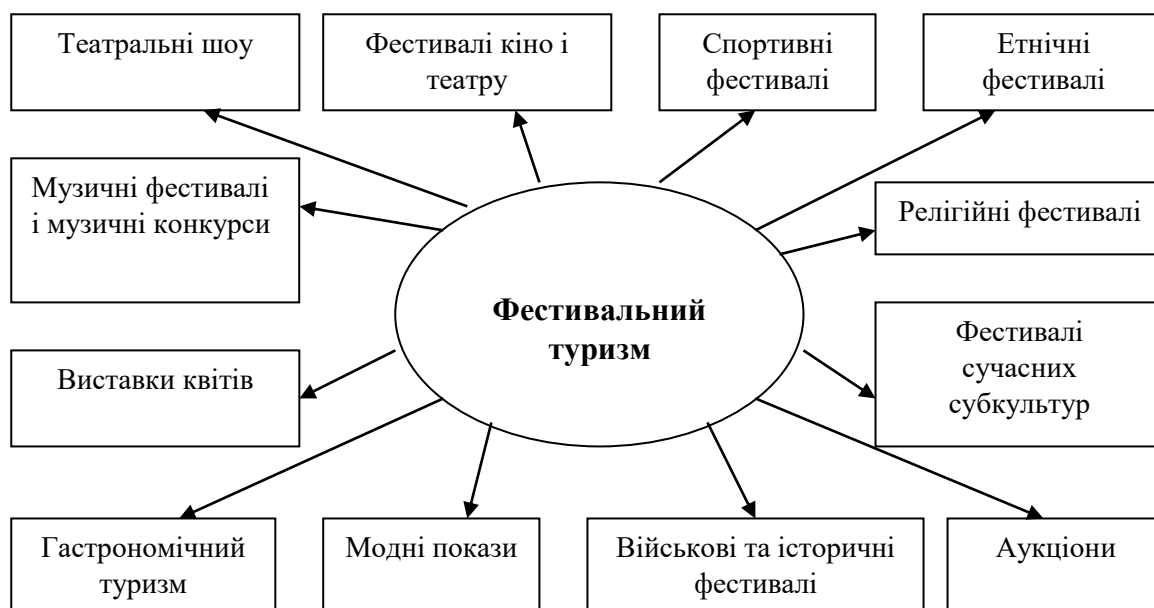 Театральні шоу
Фестивалі кіно і
театру
Спортивні
фестивалі
Етнічні
фестивалі
Музичні фестивалі
і музичні конкурси
Релігійні фестивалі
Фестивальний
туризм
Виставки квітів
Фестивалі
сучасних
субкультур
Гастрономічний
туризм
Модні покази
Військові та історичні
фестивалі
Аукціони